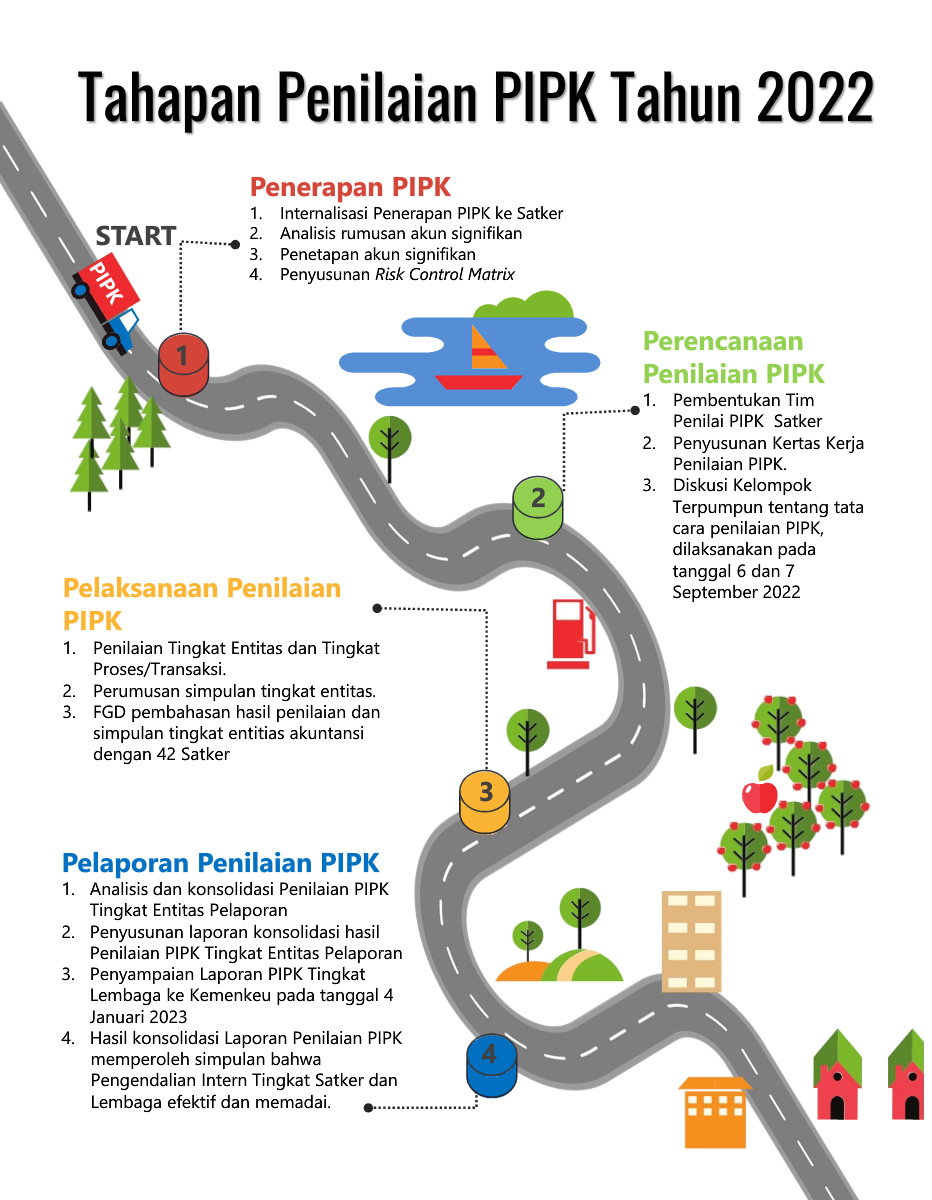 Tahapan Penilaian PIPK Tahun 2022
Penerapan PIPK
1. Internalisasi Penerapan PIPK ke Satker
2. Analisis rumusan akun signifikan
3. Penetapan akun signifikan
4. Penyusunan Risk Control Matrix
START
PIPK
1
Perencanaan
Penilaian PIPK
1. Pembentukan Tim
Penilai PIPK Satker
2. Penyusunan Kertas Kerja
Penilaian PIPK.
3. Diskusi Kelompok
Terpumpun tentang tata
cara penilaian PIPK,
dilaksanakan pada
tanggal 6 dan 7
September 2022
2
Pelaksanaan Penilaian
PIPK
1. Penilaian Tingkat Entitas dan Tingkat
Proses/Transaksi.
2. Perumusan simpulan tingkat entitas.
3. FGD pembahasan hasil penilaian dan
simpulan tingkat entitias akuntansi
dengan 42 Satker
3
Pelaporan Penilaian PIPK
1. Analisis dan konsolidasi Penilaian PIPK
Tingkat Entitas Pelaporan
2. Penyusunan laporan konsolidasi hasil
Penilaian PIPK Tingkat Entitas Pelaporan
3. Penyampaian Laporan PIPK Tingkat
Lembaga ke Kemenkeu pada tanggal 4
Januari 2023
4. Hasil konsolidasi Laporan Penilaian PIPK
memperoleh simpulan bahwa
Pengendalian Intern Tingkat Satker dan
Lembaga efektif dan memadai.
4